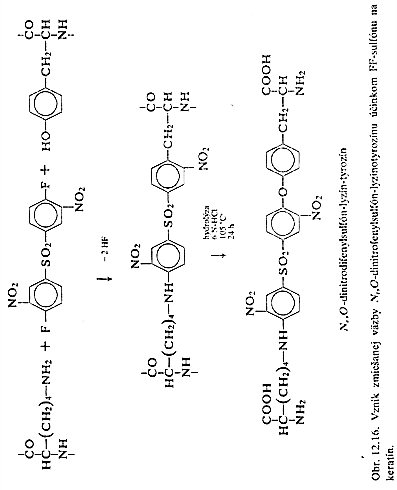 -CO
HC-(CH2)4-NH2 + F- -SO2- -F + HO- -CH2-CH
-NH
NO2
NO2
CO-
NH-
- 2 HF
-CO
HC-(CH2)4-NH- -SO2- -CH2-CH
-NH
NO2
NO2
CO-
NH-
hydrolýza
6 N-HCl
105 °C
24 h
COOH
HC-(CH2)4-NH- -SO2- -O- -CH2-CH
NH2
NO2
NO2
COOH
NH2
Nε,O-dinitrodifenylsulfón-lyzín-tyrozín
Obr. 12.16. Vznik zmiešanej väzby Nε,O-dinitrofenylsulfón-lyzinotyrozínu účinkom FF-sulfónu na
keratín.